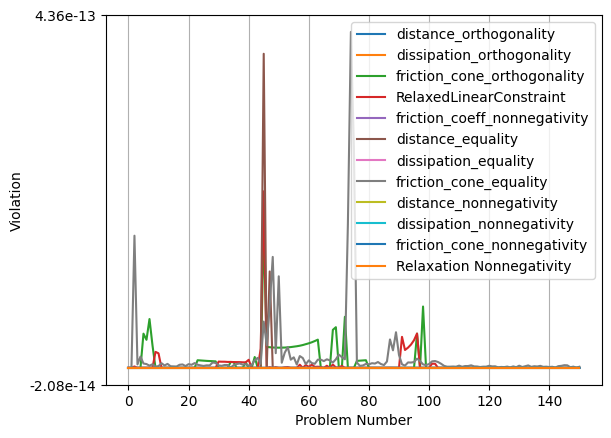 4.36e-13
distance_orthogonality
dissipation_orthogonality
friction_cone_orthogonality
RelaxedLinearConstraint
friction_coeff_nonnegativity
distance_equality
dissipation_equality
friction_cone_equality
distance_nonnegativity
dissipation_nonnegativity
friction_cone_nonnegativity
Relaxation Nonnegativity
Violation
-2.08e-14
0 20 40 60 80 100 120 140
Problem Number